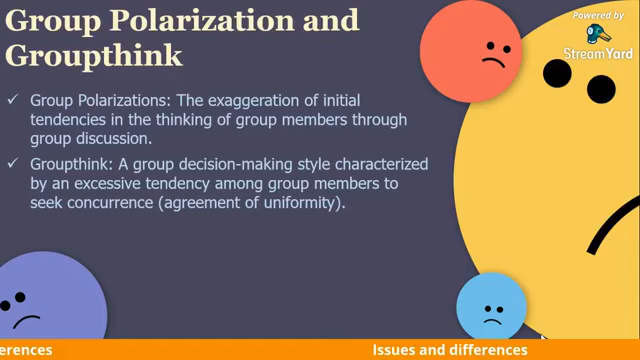 Group Polarization and
Groupthink
Powered by
StreamYard
✓ Group Polarizations: The exaggeration of initial
tendencies in the thinking of group members through
group discussion.
✓ Groupthink: A group decision-making style characterized
by an excessive tendency among group members to
seek concurrence (agreement of uniformity).
erences Issues and differences